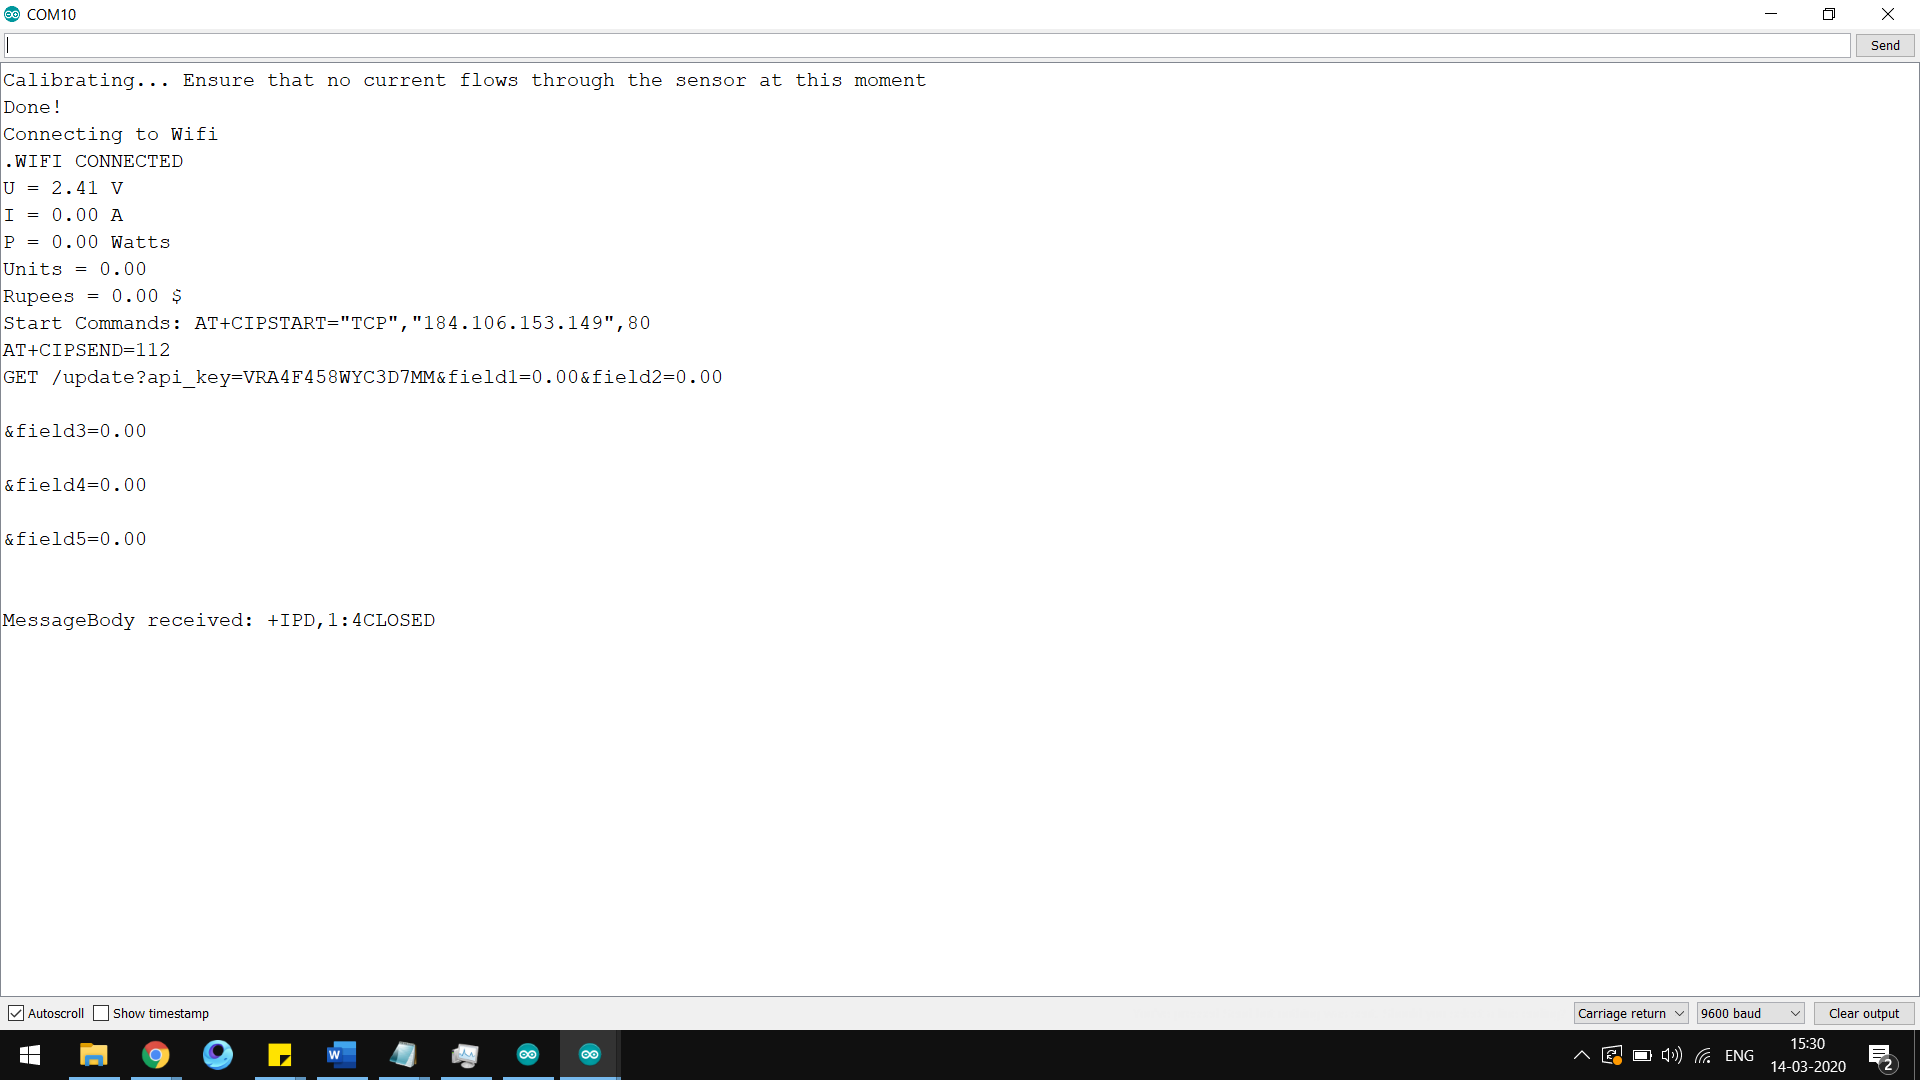 COM10
Send
Calibrating... Ensure that no current flows through the sensor at this moment
Done!
Connecting to Wifi
.WIFI CONNECTED
U = 2.41 V
I = 0.00 A
P = 0.00 Watts
Units = 0.00
Rupees = 0.00 $
Start Commands: AT+CIPSTART="TCP","184.106.153.149",80
AT+CIPSEND=112
GET /update?api_key=VRA4F458WYC3D7MM&field1=0.00&field2=0.00
&field3=0.00
&field4=0.00
&field5=0.00
MessageBody received: +IPD,1:4CLOSED
Autoscroll Show timestamp Carriage return 9600 baud Clear output
W ENG 15:30
14-03-2020 2